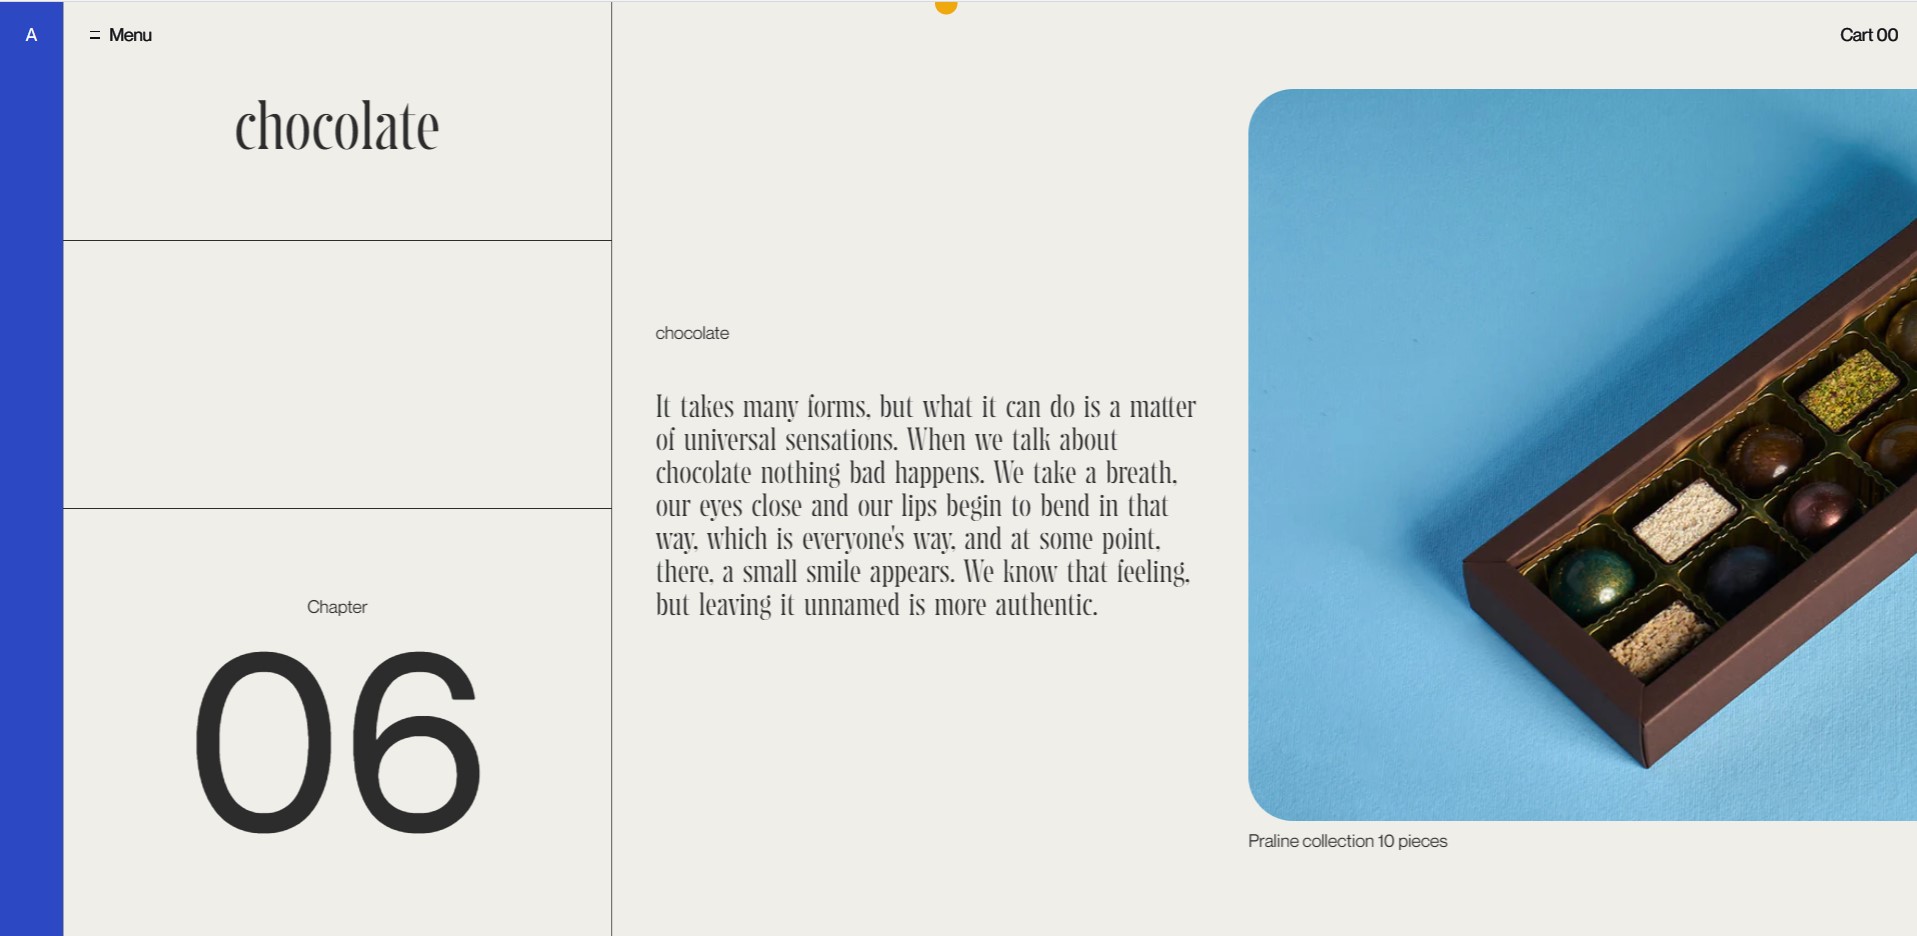 A
Menu
Cart 00
chocolate
chocolate
It takes many forms, but what it can do is a matter
of universal sensations. When we talk about
chocolate nothing bad happens. We take a breath,
our eyes close and our lips begin to bend in that
way, which is everyone's way, and at some point,
there, a small smile appears. We know that feeling,
but leaving it unnamed is more authentic.
Chapter
06
Praline collection 10 pieces